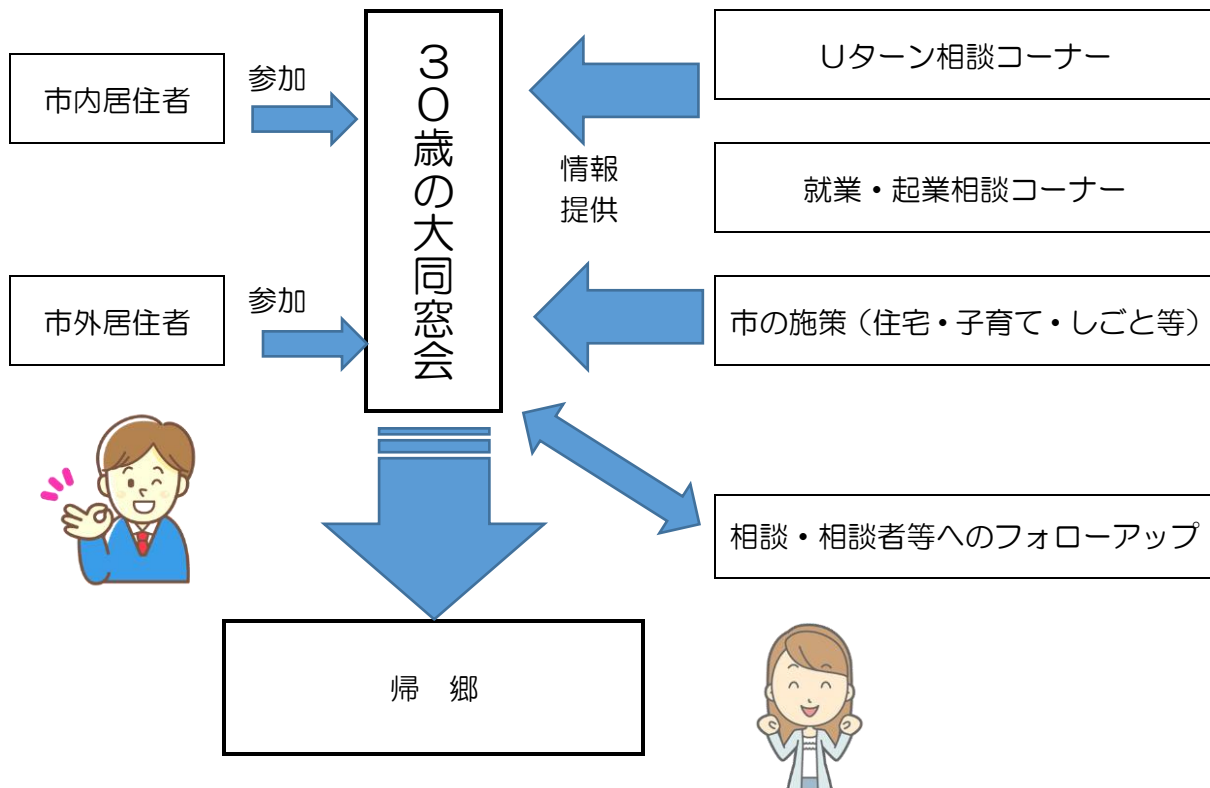 市内居住者
参加
市外居住者
参加
３０歳の大同窓会
Uターン相談コーナー
情報
提供
就業・起業相談コーナー
市の施策（住宅・子育て・しごと等）
相談・相談者等へのフォローアップ
帰　郷